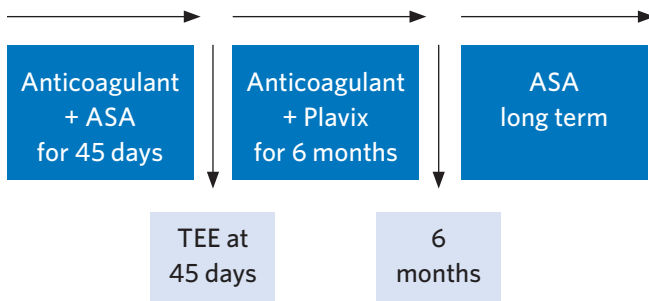 Anticoagulant
+ ASA
for 45 days
Anticoagulant
+ Plavix
for 6 months
ASA
long term
TEE at
45 days
6
months